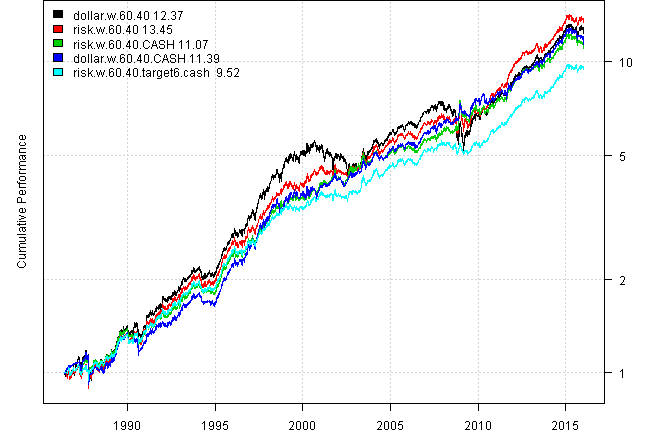 dollar.w.60.40 12.37
risk.w.60.40 13.45
risk.w.60.40.CASH 11.07
dollar.w.60.40.CASH 11.39
risk.w.60.40.target6.cash 9.52
Cumulative Performance
10
5
2
1
1990 1995 2000 2005 2010 2015